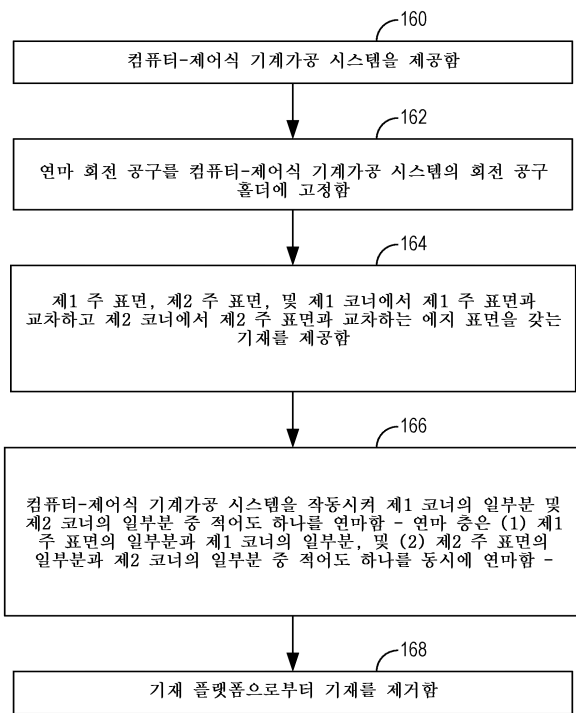 160
컴퓨터-제어식 기계가공 시스템을 제공함
162
연마 회전 공구를 컴퓨터-제어식 기계가공 시스템의 회전 공구
홀더에 고정함
164
제1 주 표면, 제2 주 표면, 및 제1 코너에서 제1 주 표면과
교차하고 제2 코너에서 제2 주 표면과 교차하는 에지 표면을 갖는
기재를 제공함
166
컴퓨터-제어식 기계가공 시스템을 작동시켜 제1 코너의 일부분 및
제2 코너의 일부분 중 적어도 하나를 연마함 - 연마 층은 (1) 제1
주 표면의 일부분과 제1 코너의 일부분, 및 (2) 제2 주 표면의
일부분과 제2 코너의 일부분 중 적어도 하나를 동시에 연마함 -
168
기재 플랫폼으로부터 기재를 제거함